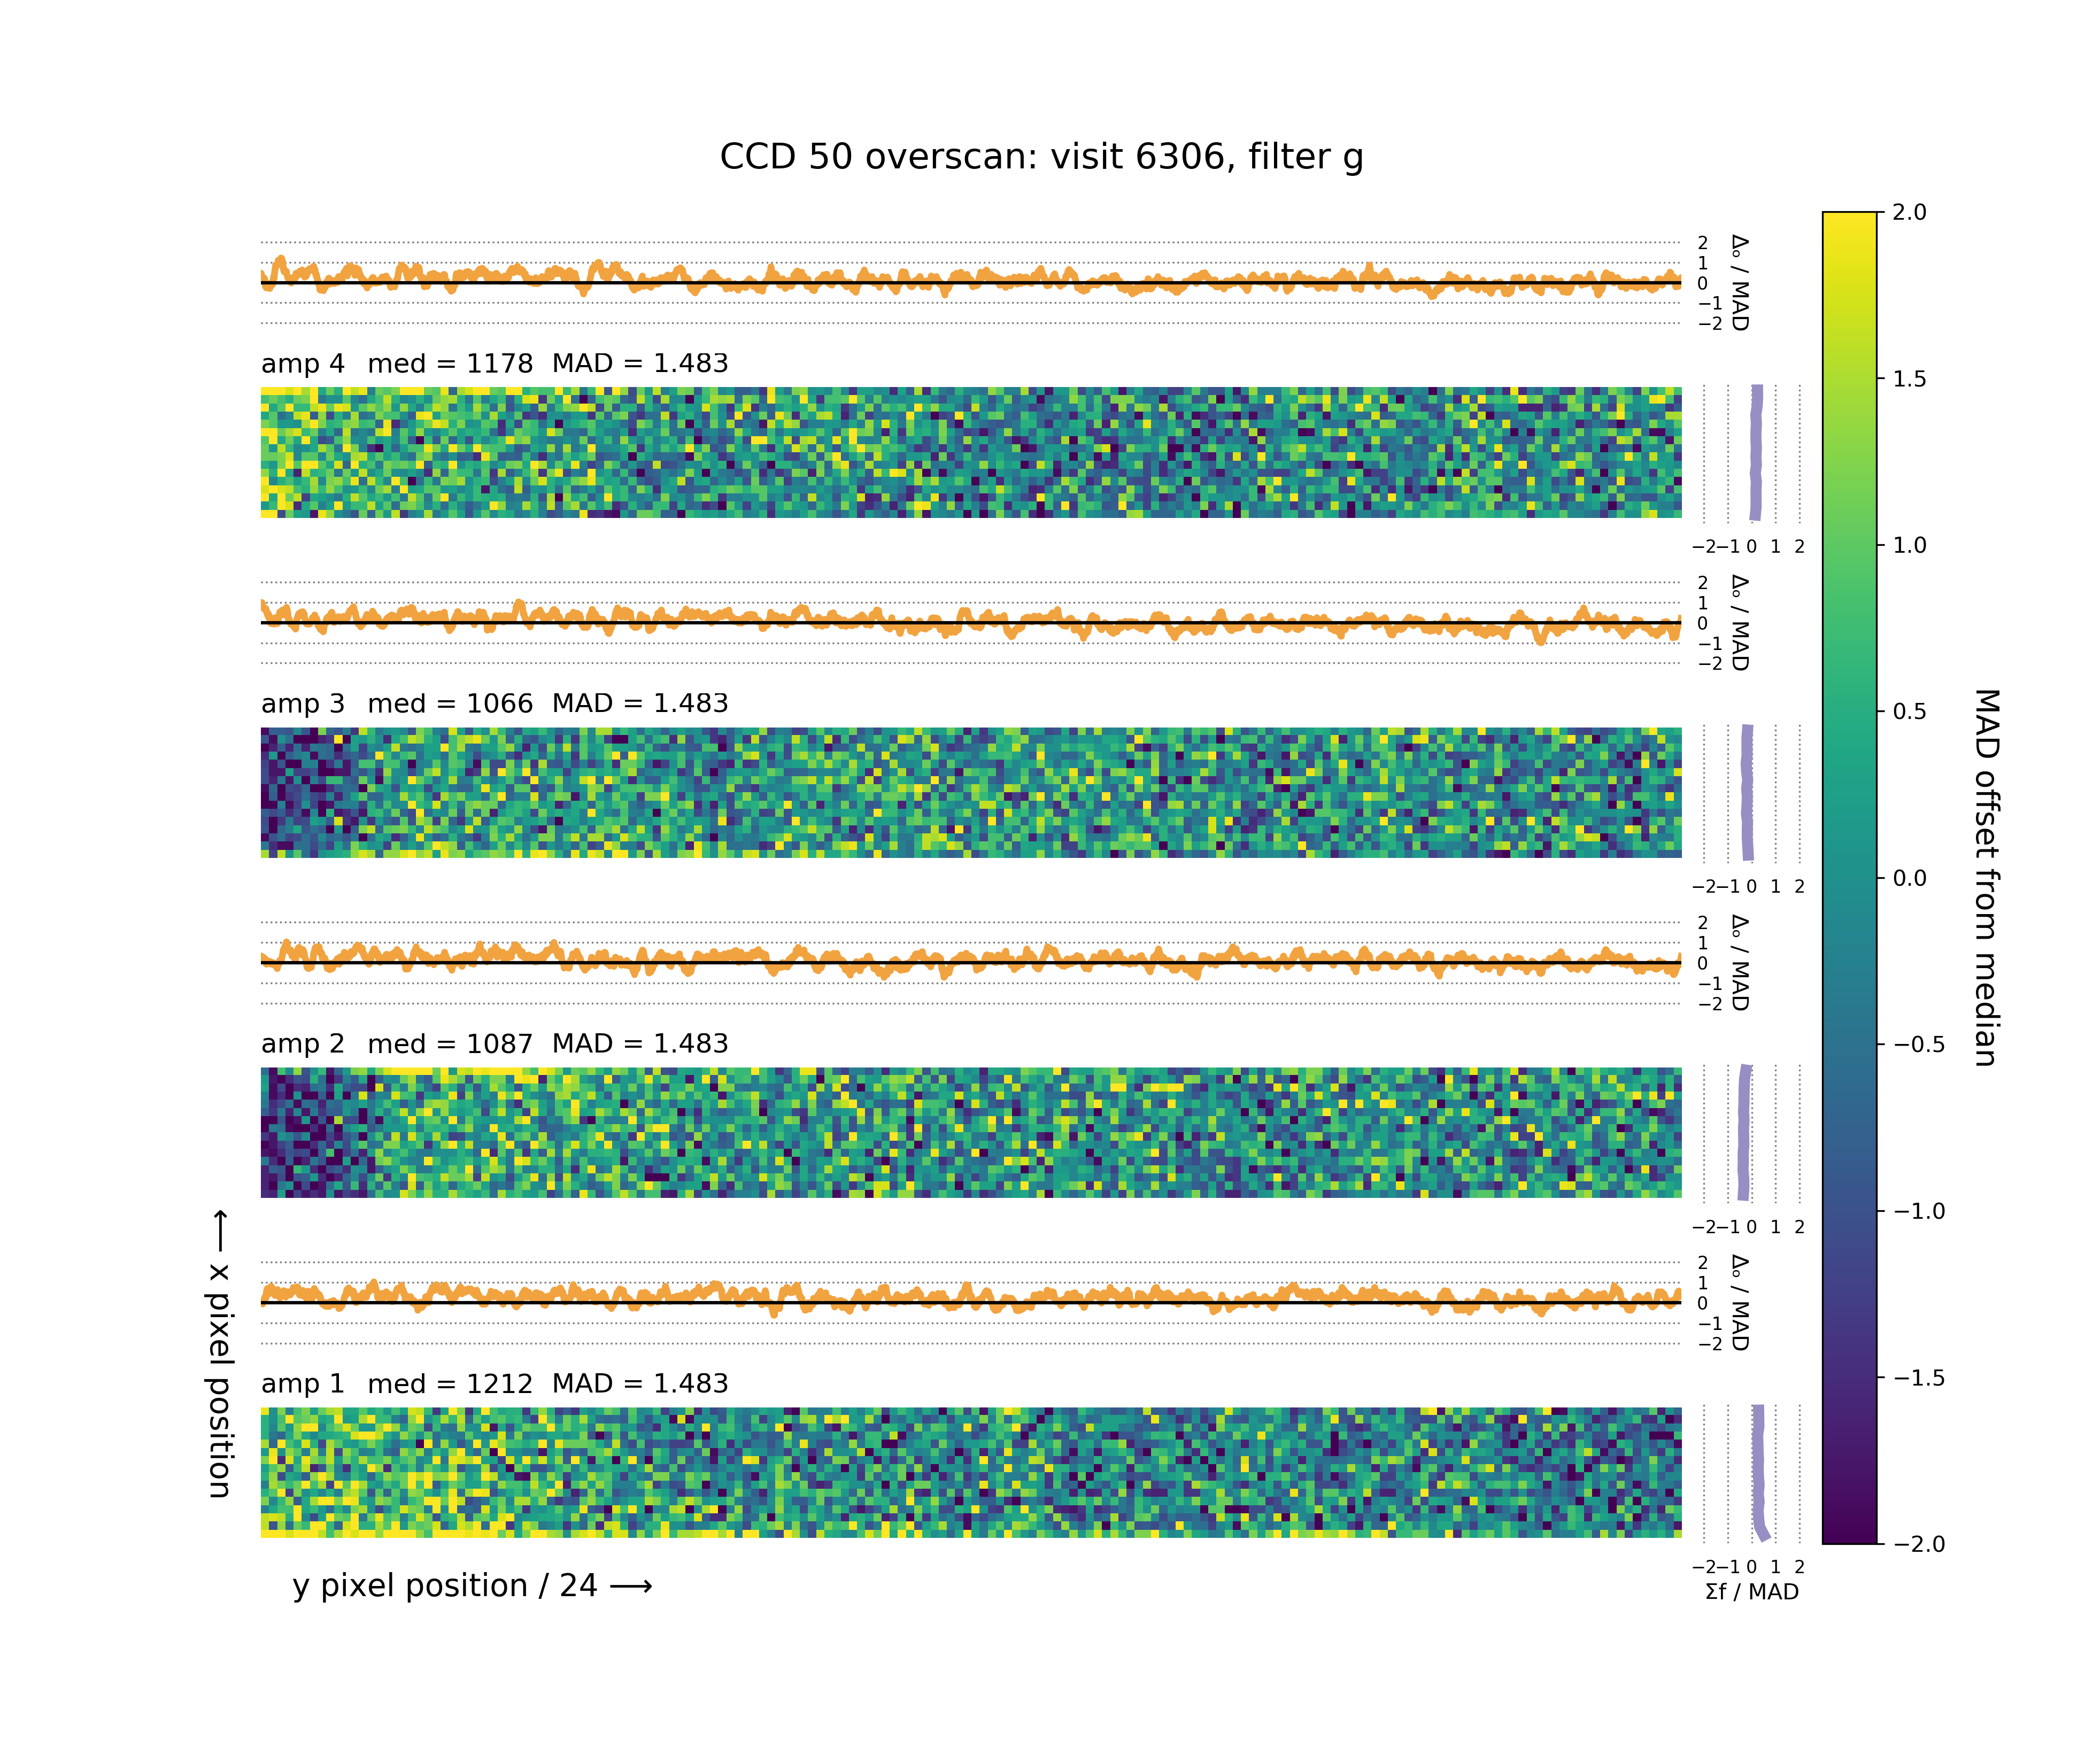 CCD 50 overscan: visit 6306, filter g
2
1
0
−1
−2
Δₒ / MAD
amp 4 med = 1178 MAD = 1.483
−2 −1 0 1 2
2
1
0
−1
−2
Δₒ / MAD
amp 3 med = 1066 MAD = 1.483
−2 −1 0 1 2
2
1
0
−1
−2
Δₒ / MAD
amp 2 med = 1087 MAD = 1.483
−2 −1 0 1 2
2
1
0
−1
−2
Δₒ / MAD
amp 1 med = 1212 MAD = 1.483
−2 −1 0 1 2
Σf / MAD
y pixel position / 24 ⟶
⟵ x pixel position
2.0
1.5
1.0
0.5
0.0
−0.5
−1.0
−1.5
−2.0
MAD offset from median